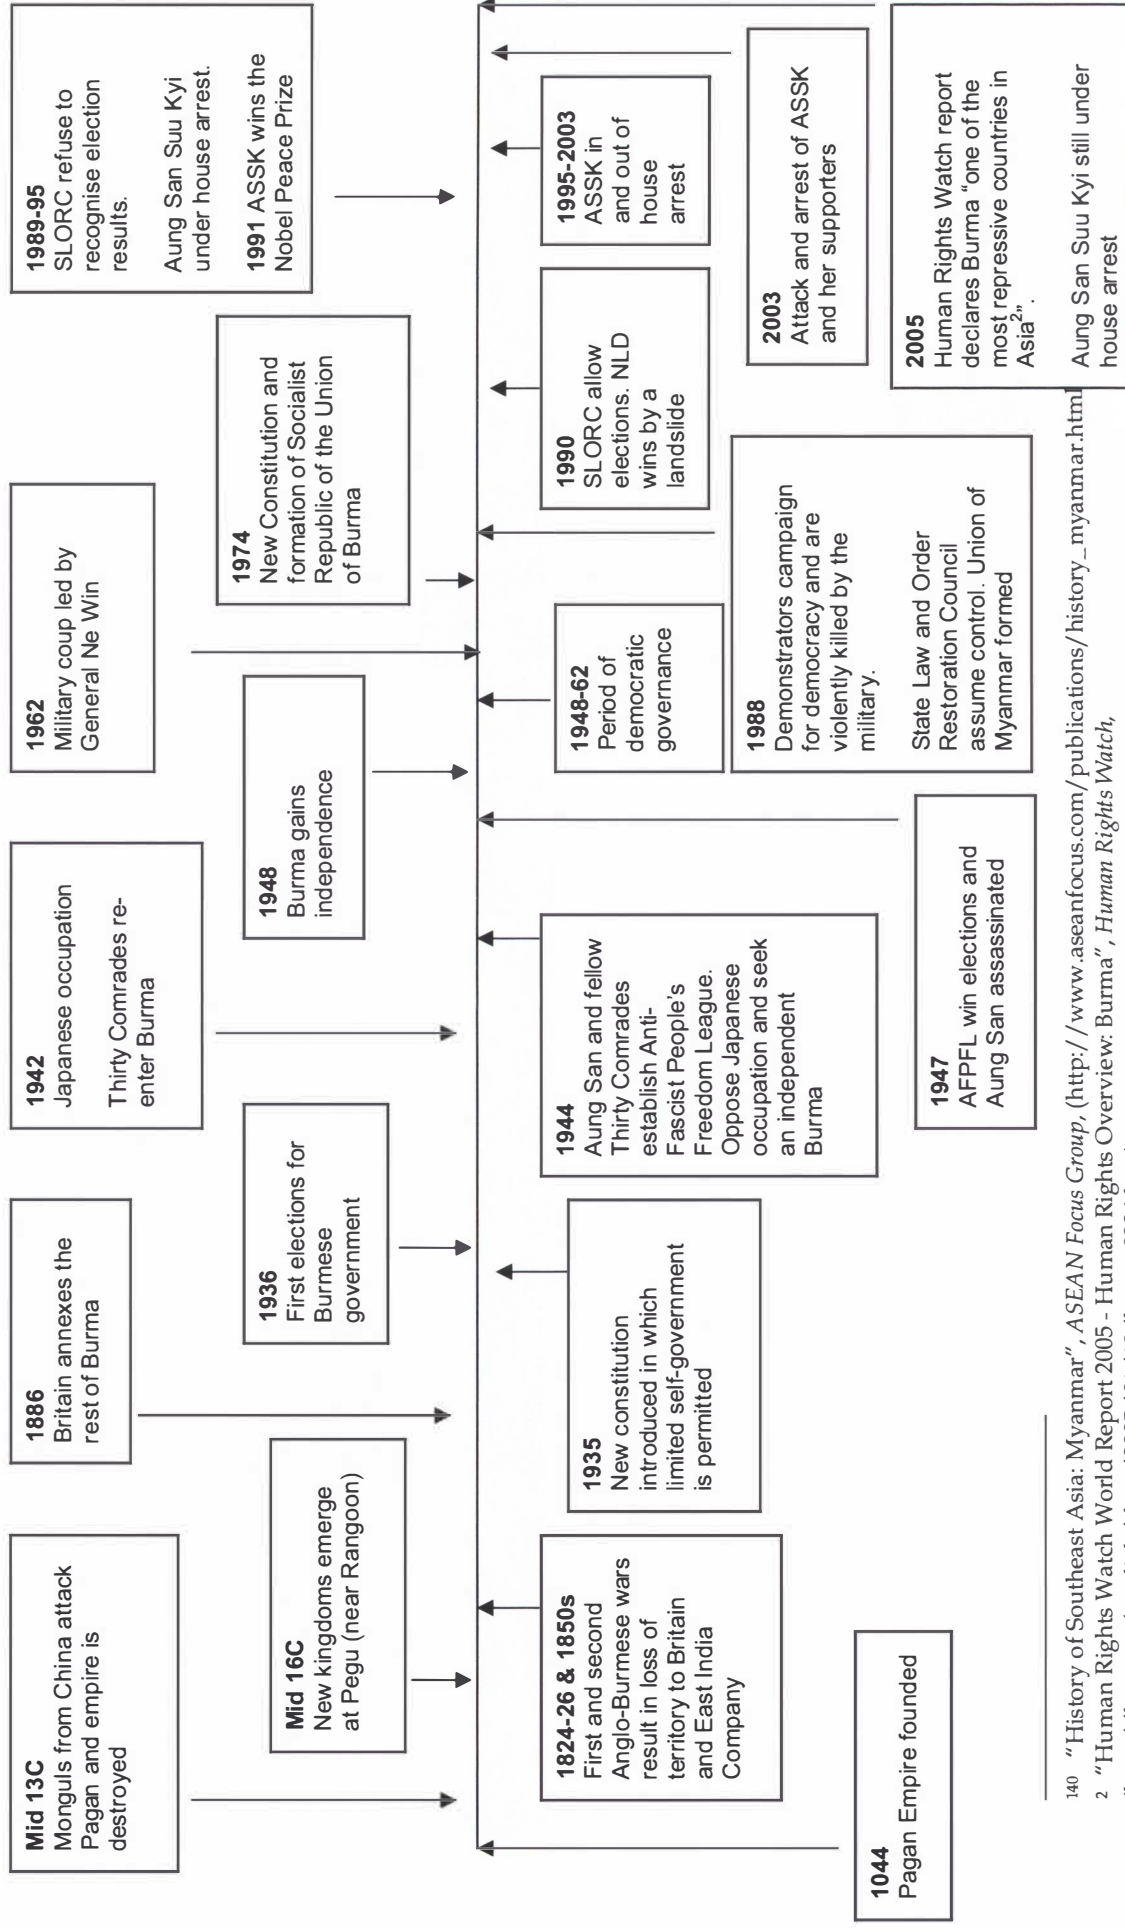 Mid 13C
Monguls from China attack
Pagan and empire is
destroyed
1886
Britain annexes the
rest of Burma
1942
Japanese occupation
Thirty Comrades re-
enter Burma
1962
Military coup led by
General Ne Win
1989-95
SLORC refuse to
recognise election
results.
Aung San Suu Kyi
under house arrest.
1991 ASSK wins the
Nobel Peace Prize
Mid 16C
New kingdoms emerge
at Pegu (near Rangoon)
1936
First elections for
Burmese
government
1948
Burma gains
independence
1974
New Constitution and
formation of Socialist
Republic of the Union
of Burma
1824-26 & 1850s
First and second
Anglo-Burmese wars
result in loss of
territory to Britain
and East India
Company
1935
New constitution
introduced in which
limited self-government
is permitted
1944
Aung San and fellow
Thirty Comrades
establish Anti-
Fascist People's
Freedom League.
Oppose Japanese
occupation and seek
an independent
Burma
1948-62
Period of
democratic
governance
1990
SLORC allow
elections. NLD
wins by a
landslide
1995-2003
ASSK in
and out of
house
arrest
1044
Pagan Empire founded
1947
AFPFL win elections and
Aung San assassinated
1988
Demonstrators campaign
for democracy and are
violently killed by the
military.
State Law and Order
Restoration Council
assume control. Union of
Myanmar formed
2003
Attack and arrest of ASSK
and her supporters
2005
Human Rights Watch report
declares Burma "one of the
most repressive countries in
Asia2".
Aung San Suu Kyi still under
house arrest
140 "History of Southeast Asia: Myanmar", ASEAN Focus Group, (http://www.aseanfocus.com/publications/history_myanmar.html
2 "Human Rights Watch World Report 2005 - Human Rights Overview: Burma", Human Rights Watch,